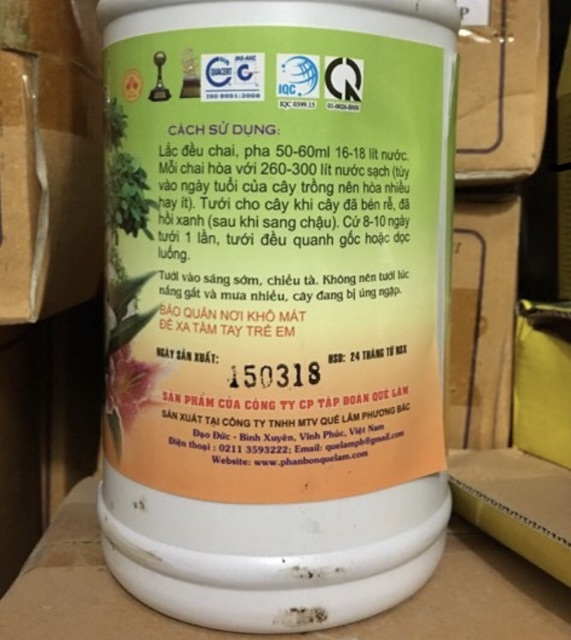 P
QUACERT
JAS-ANZ
ISO 9001:2008
IQC
IQC 0399.15
CÁCH SỬ DỤNG:
Lắc đều chai, pha 50-60ml 16-18 lít nước.
Mỗi chai hòa với 260-300 lít nước sạch (tùy
vào ngày tuổi của cây trồng nên hòa nhiều
hay ít). Tưới cho cây khi cây đã bén rễ, đã
hồi xanh (sau khi sang chậu). Cứ 8-10 ngày
tưới 1 lần, tưới đều quanh gốc hoặc dọc
luống.
Tưới vào sáng sớm, chiều tà. Không nên tưới lúc
nắng gắt và mưa nhiều, cây đang bị úng ngập.
BẢO QUẢN NƠI KHÔ MÁT
ĐỂ XA TẦM TAY TRẺ EM
NGÀY SẢN XUẤT:
HSD: 24 THÁNG TỪ NSX
150318
SẢN PHẨM CỦA CÔNG TY CP TẬP ĐOÀN QUẾ LÂM
SẢN XUẤT TẠI CÔNG TY TNHH MTV QUẾ LÂM PHƯƠNG BẮC
Đạo Đức - Bình Xuyên, Vĩnh Phúc, Việt Nam
Điện thoại : 0211 3593222; Email: quelampb@gmail.com
Website: www.phanbonquelam.com